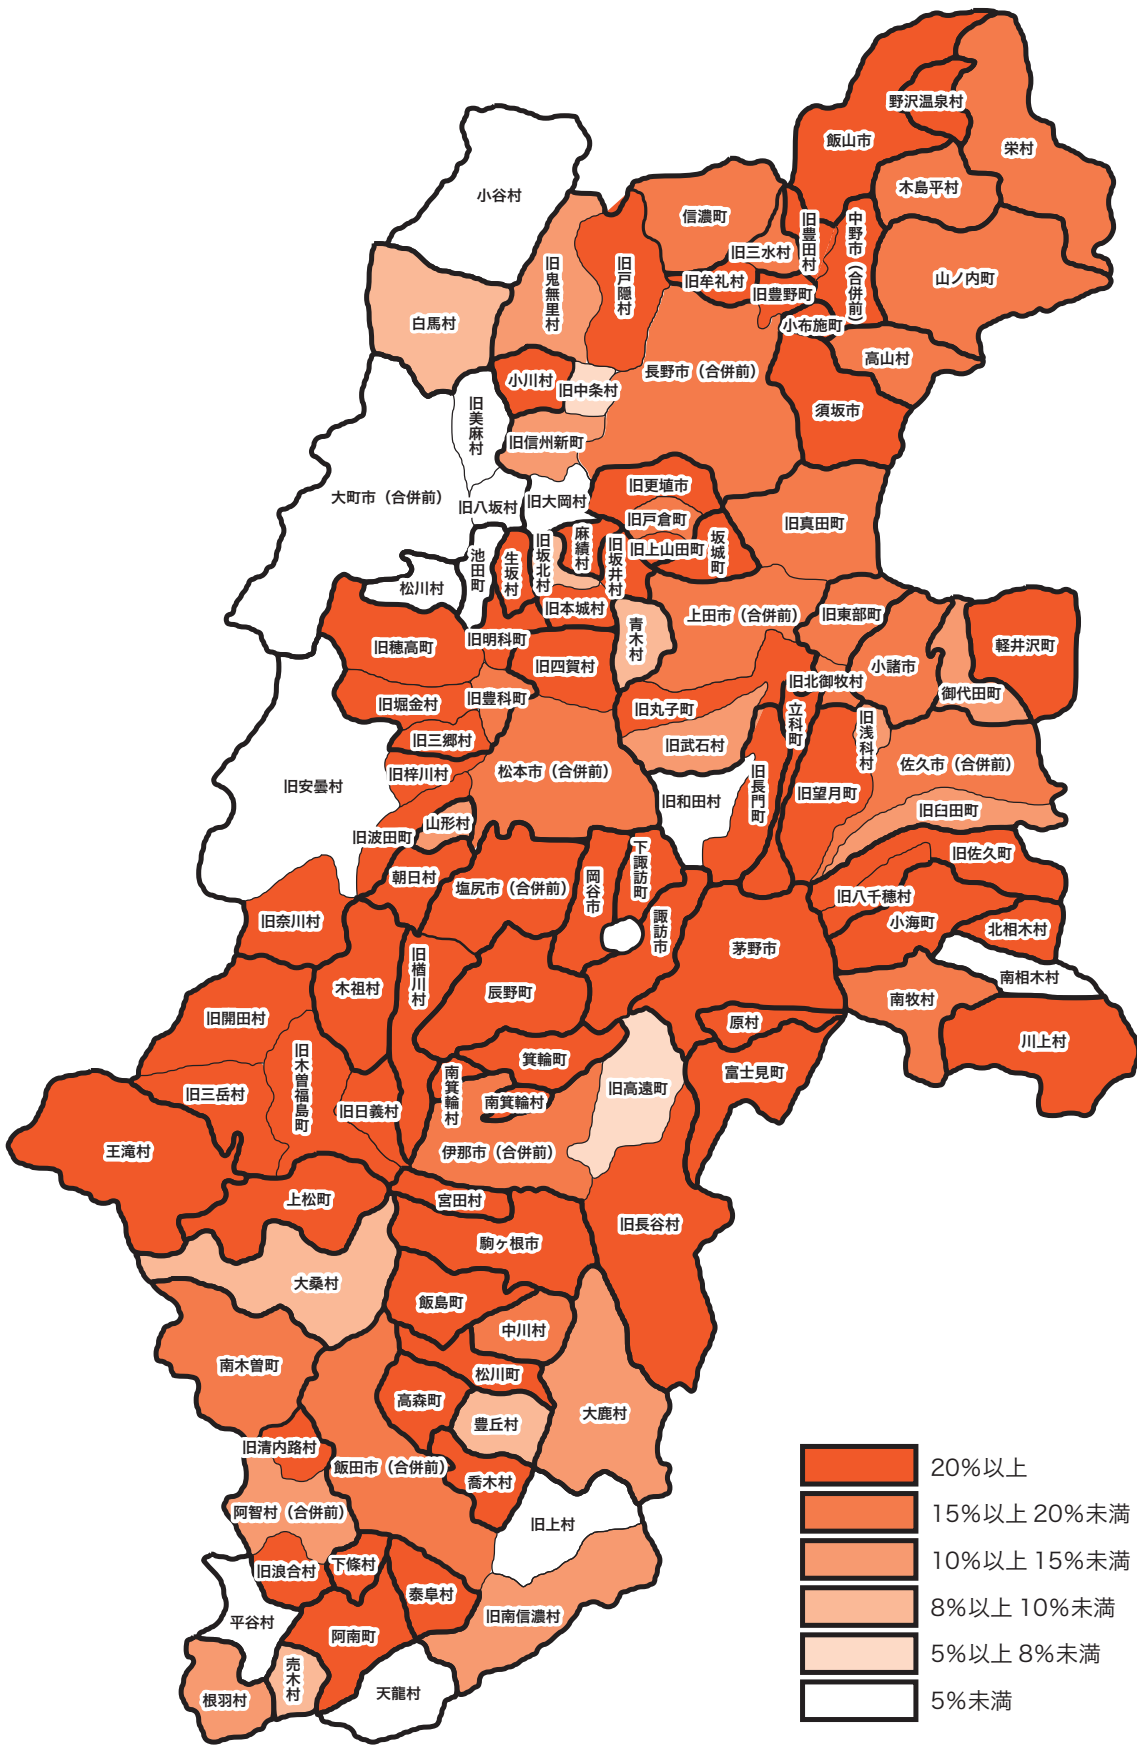 野沢温泉村
飯山市
栄村
木島平村
小谷村
信濃町
旧豊田村
中野市(合併前)
旧三水村
旧鬼無里村
旧戸隠村
旧牟礼村
山ノ内町
旧豊野町
白馬村
小布施町
高山村
長野市(合併前)
小川村
旧中条村
須坂市
旧美麻村
旧信州新町
旧更埴市
大町市(合併前)
旧八坂村
旧大岡村
旧戸倉町
旧真田町
旧坂北村
麻績村
旧坂井村
旧上山田町
坂城町
池田町
生坂村
松川村
旧本城村
上田市(合併前)
旧東部町
青木村
旧明科町
旧穂高町
軽井沢町
旧四賀村
小諸市
旧北御牧村
御代田町
旧堀金村
旧豊科町
旧丸子町
立科町
旧浅科村
旧三郷村
旧武石村
旧梓川村
松本市(合併前)
佐久市(合併前)
旧安曇村
旧和田村
旧長門町
旧望月町
旧臼田町
山形村
旧波田町
旧佐久町
下諏訪町
朝日村
塩尻市(合併前)
岡谷市
旧八千穂村
旧奈川村
小海町
諏訪市
北相木村
茅野市
旧楢川村
南相木村
木祖村
辰野町
南牧村
旧開田村
原村
川上村
箕輪町
旧木曽福島町
富士見町
旧三岳村
南箕輪村
旧高遠町
南箕輪村
旧日義村
王滝村
伊那市(合併前)
上松町
宮田村
旧長谷村
駒ヶ根市
大桑村
飯島町
中川村
南木曽町
松川町
高森町
大鹿村
豊丘村
旧清内路村
飯田市(合併前)
喬木村
阿智村(合併前)
旧上村
下條村
旧浪合村
泰阜村
旧南信濃村
平谷村
阿南町
売木村
天龍村
根羽村
20%以上
15%以上 20%未満
10%以上 15%未満
8%以上 10%未満
5%以上 8%未満
5%未満